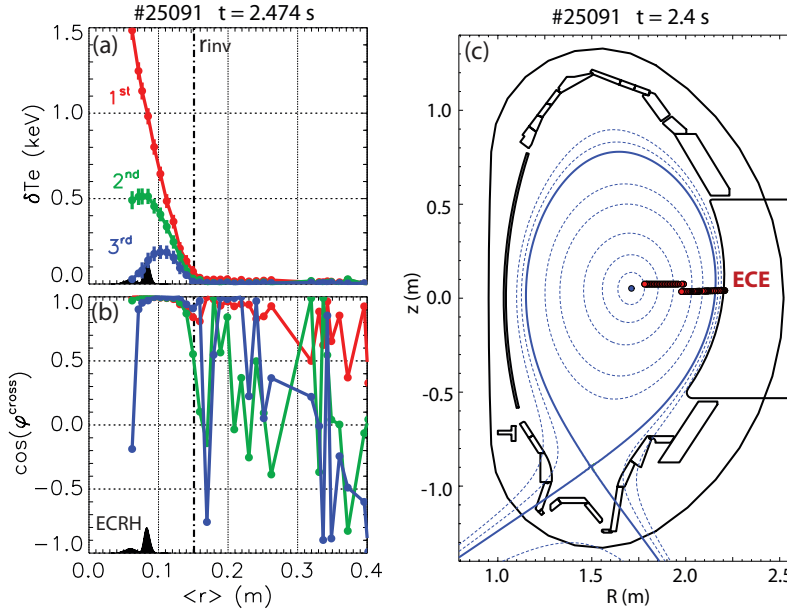 #25091 t = 2.474 s
(a)
rinv
1st
2nd
3rd
δTe (keV)
1.5
1.0
0.5
0.0
(b)
cos(φcross)
1.0
0.5
0.0
−0.5
−1.0
ECRH
0.0 0.1 0.2 0.3 0.4
<r> (m)
#25091 t = 2.4 s
(c)
z (m)
1.0
0.5
0.0
-0.5
-1.0
ECE
1.0 1.5 2.0 2.5
R (m)